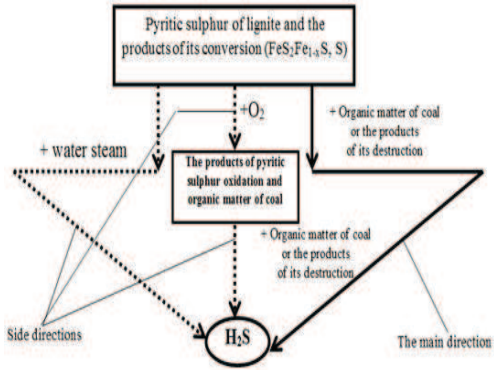 Pyritic sulphur of lignite and the
products of its conversion (FeS₂Fe₁₋ₓS, S)
+O₂
+ Organic matter of coal
or the products
of its destruction
+ water steam
The products of pyritic
sulphur oxidation and
organic matter of coal
+ Organic matter of coal
or the products
of its destruction
Side directions
H₂S
The main direction